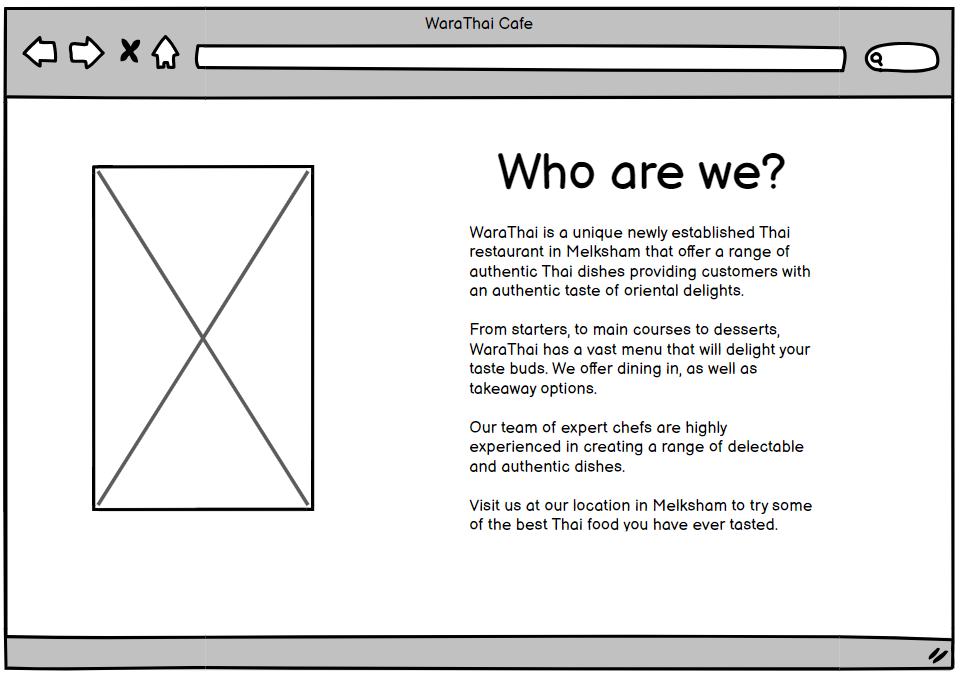 WaraThai Cafe
Who are we?
WaraThai is a unique newly established Thai
restaurant in Melksham that offer a range of
authentic Thai dishes providing customers with
an authentic taste of oriental delights.
From starters, to main courses to desserts,
WaraThai has a vast menu that will delight your
taste buds. We offer dining in, as well as
takeaway options.
Our team of expert chefs are highly
experienced in creating a range of delectable
and authentic dishes.
Visit us at our location in Melksham to try some
of the best Thai food you have ever tasted.